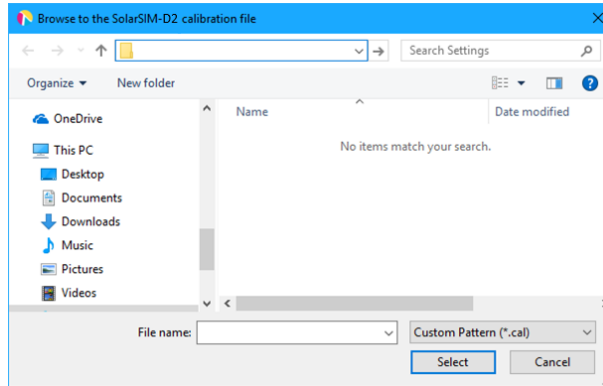 Browse to the SolarSIM-D2 calibration file
Search Settings
Organize New folder
OneDrive
This PC
Desktop
Documents
Downloads
Music
Pictures
Videos
Name Date modified
No items match your search.
File name: Custom Pattern (*.cal)
Select Cancel